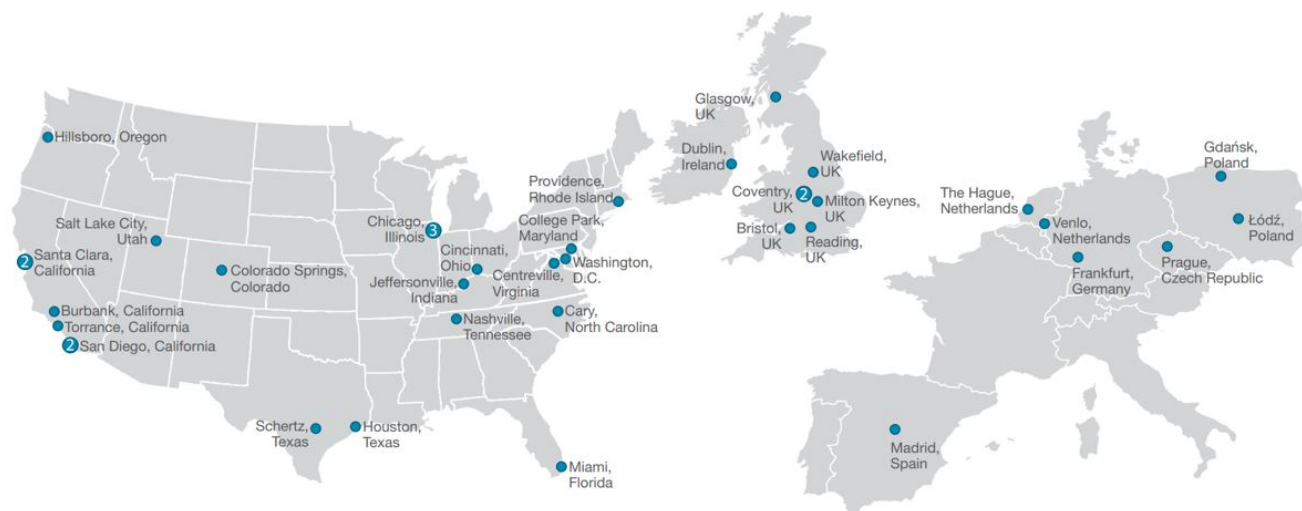 Hillsboro, Oregon
Salt Lake City,
Utah
2
Santa Clara,
California
Colorado Springs,
Colorado
Burbank, California
Torrance, California
2
San Diego, California
Schertz,
Texas
Houston,
Texas
Chicago,
Illinois
3
Cincinnati,
Ohio
Jeffersonville,
Indiana
Nashville,
Tennessee
Providence,
Rhode Island
College Park,
Maryland
Washington,
D.C.
Centreville,
Virginia
Cary,
North Carolina
Miami,
Florida
Glasgow,
UK
Dublin,
Ireland
Wakefield,
UK
Coventry,
UK
2
Milton Keynes,
UK
Bristol,
UK
Reading,
UK
Gdańsk,
Poland
The Hague,
Netherlands
Venlo,
Netherlands
Łódź,
Poland
Frankfurt,
Germany
Prague,
Czech Republic
Madrid,
Spain